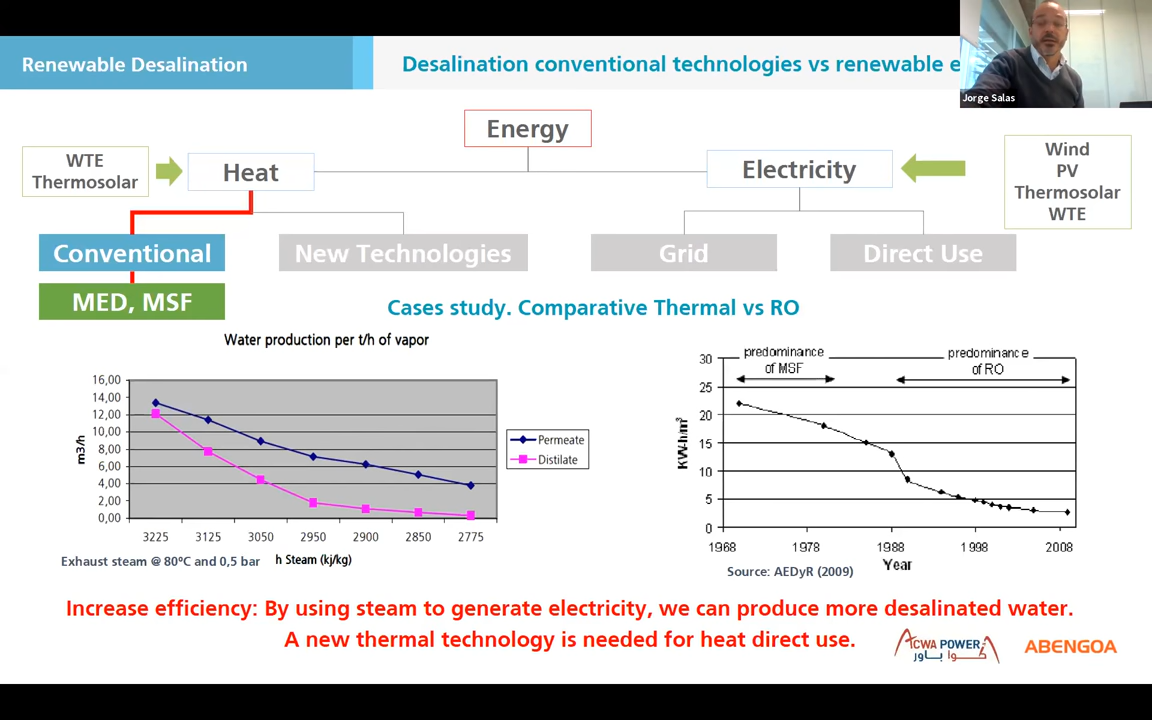 Renewable Desalination
Desalination conventional technologies vs renewable e
Jorge Salas
Energy
WTE
Thermosolar
Heat
Electricity
Wind
PV
Thermosolar
WTE
Conventional
New Technologies
Grid
Direct Use
MED, MSF
Cases study. Comparative Thermal vs RO
Water production per t/h of vapor
16,00
14,00
12,00
10,00
8,00
6,00
4,00
2,00
0,00
m3/h
3225 3125 3050 2950 2900 2850 2775
Permeate
Distilate
Exhaust steam @ 80ºC and 0,5 bar
h Steam (kj/kg)
predominance
of MSF
predominance
of RO
30
25
20
15
10
5
0
KW-h/m³
1968 1978 1988 1998 2008
Year
Source: AEDyR (2009)
Increase efficiency: By using steam to generate electricity, we can produce more desalinated water.
A new thermal technology is needed for heat direct use.
ACWA POWER
أكوا باور
ABENGOA